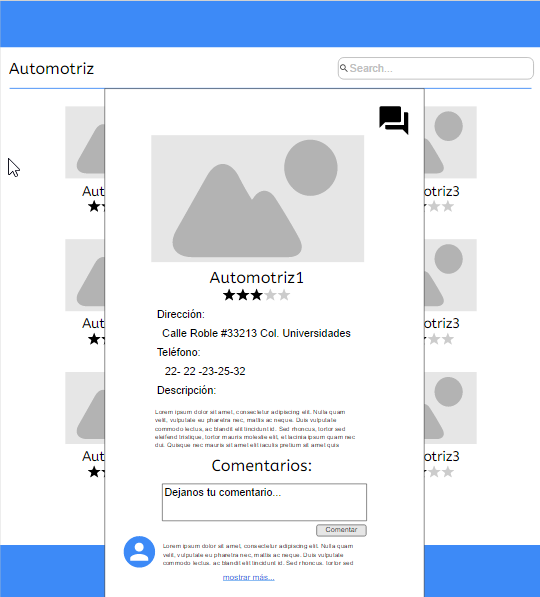 Automotriz
Search...
Aut
otriz3
Automotriz1
Dirección:
Calle Roble #33213 Col. Universidades
Teléfono:
22- 22 -23-25-32
Descripción:
Aut
otriz3
Lorem ipsum dolor sit amet, consectetur adipiscing elit. Nulla quam
velit, vulputate eu pharetra nec, mattis ac neque. Duis vulputate
commodo lectus, ac blandit elit tincidunt id. Sed rhoncus, tortor sed
eleifend tristique, tortor mauris molestie elit, et lacinia ipsum quam nec
dui. Quisque nec mauris sit amet elit iaculis pretium sit amet quis
Comentarios:
Aut
otriz3
Dejanos tu comentario...
Comentar
Lorem ipsum dolor sit amet, consectetur adipiscing elit. Nulla quam
velit, vulputate eu pharetra nec, mattis ac neque. Duis vulputate
commodo lectus, ac blandit elit tincidunt id. Sed rhoncus, tortor sed
mostrar más...